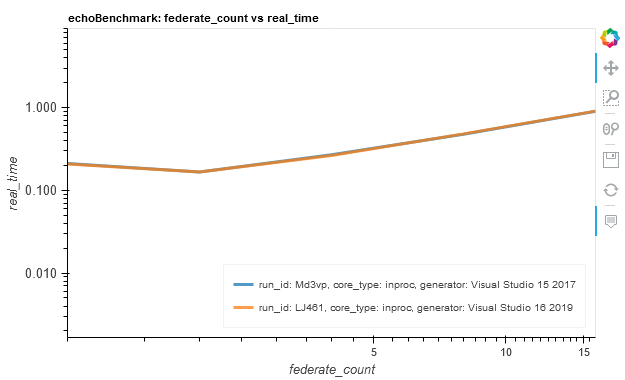 echoBenchmark: federate_count vs real_time
1.000
0.100
0.010
real_time
run_id: Md3vp, core_type: inproc, generator: Visual Studio 15 2017
run_id: LJ461, core_type: inproc, generator: Visual Studio 16 2019
5 10 15
federate_count